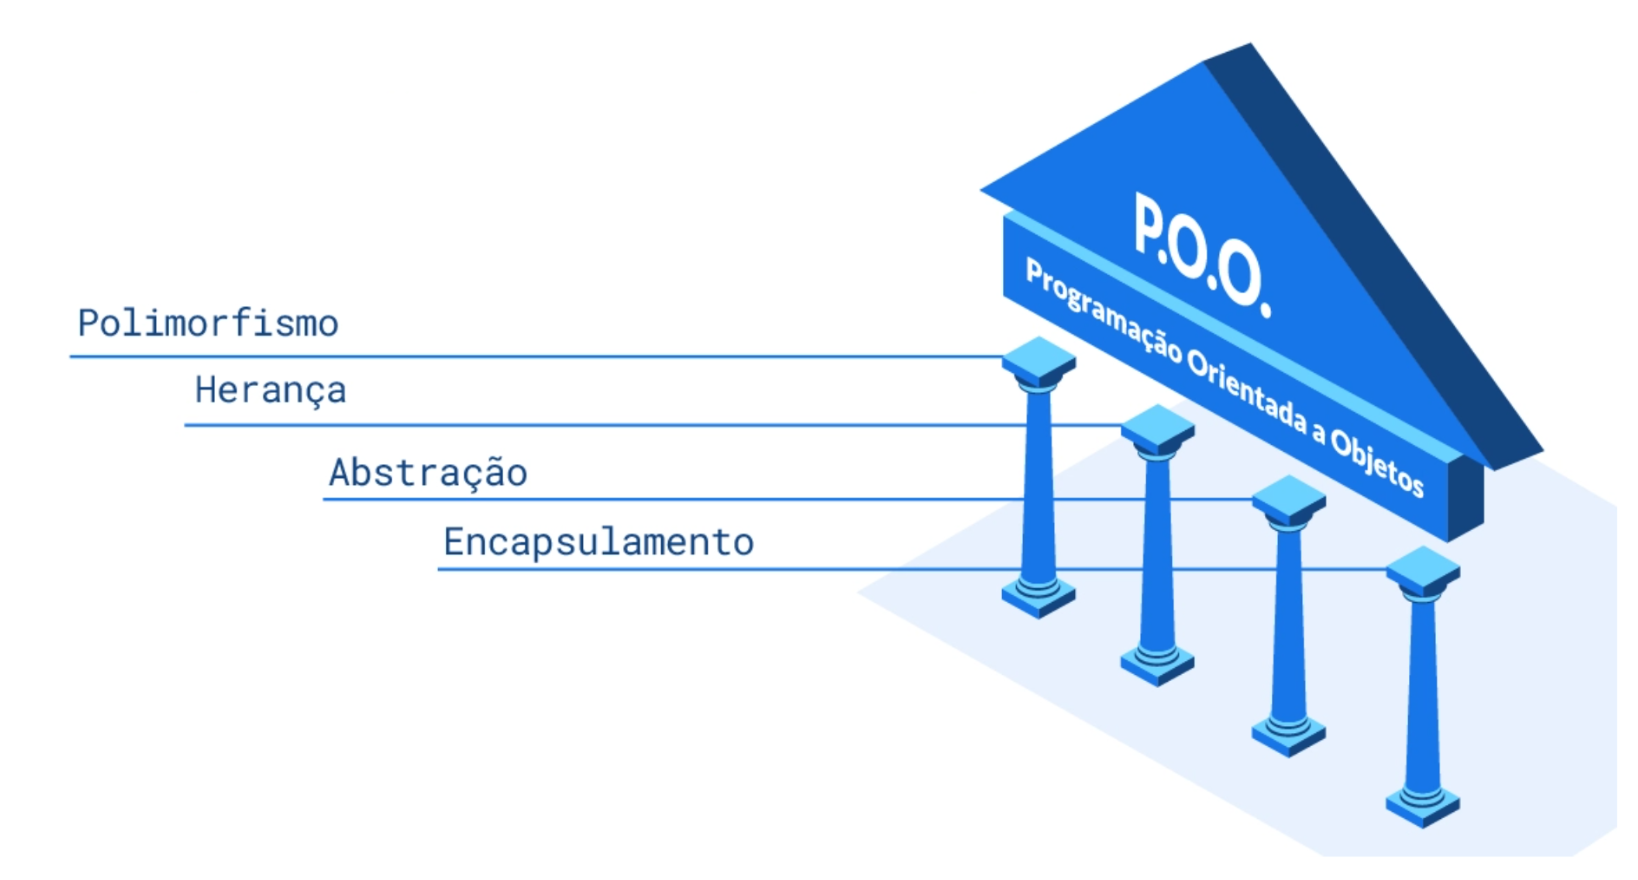 P.O.O.
Programação Orientada a Objetos
Polimorfismo
Herança
Abstração
Encapsulamento